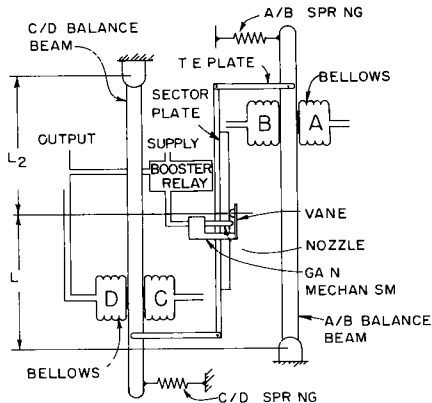 A/B SPR NG
C/D BALANCE
BEAM
T E PLATE
BELLOWS
SECTOR
PLATE
B
A
OUTPUT
SUPPLY
L2
BOOSTER
RELAY
VANE
NOZZLE
L
GA N
MECHAN SM
D
C
A/B BALANCE
BEAM
BELLOWS
C/D SPR NG